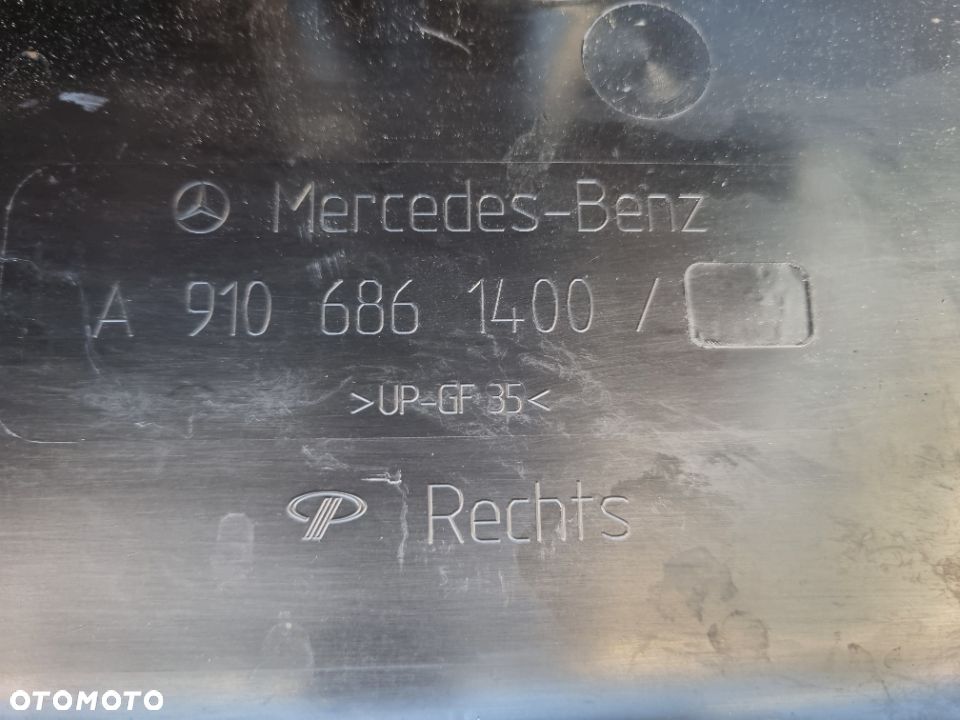 Mercedes-Benz
A 910 686 1400 /
>UP-GF 35<
Rechts
OTOMOTO